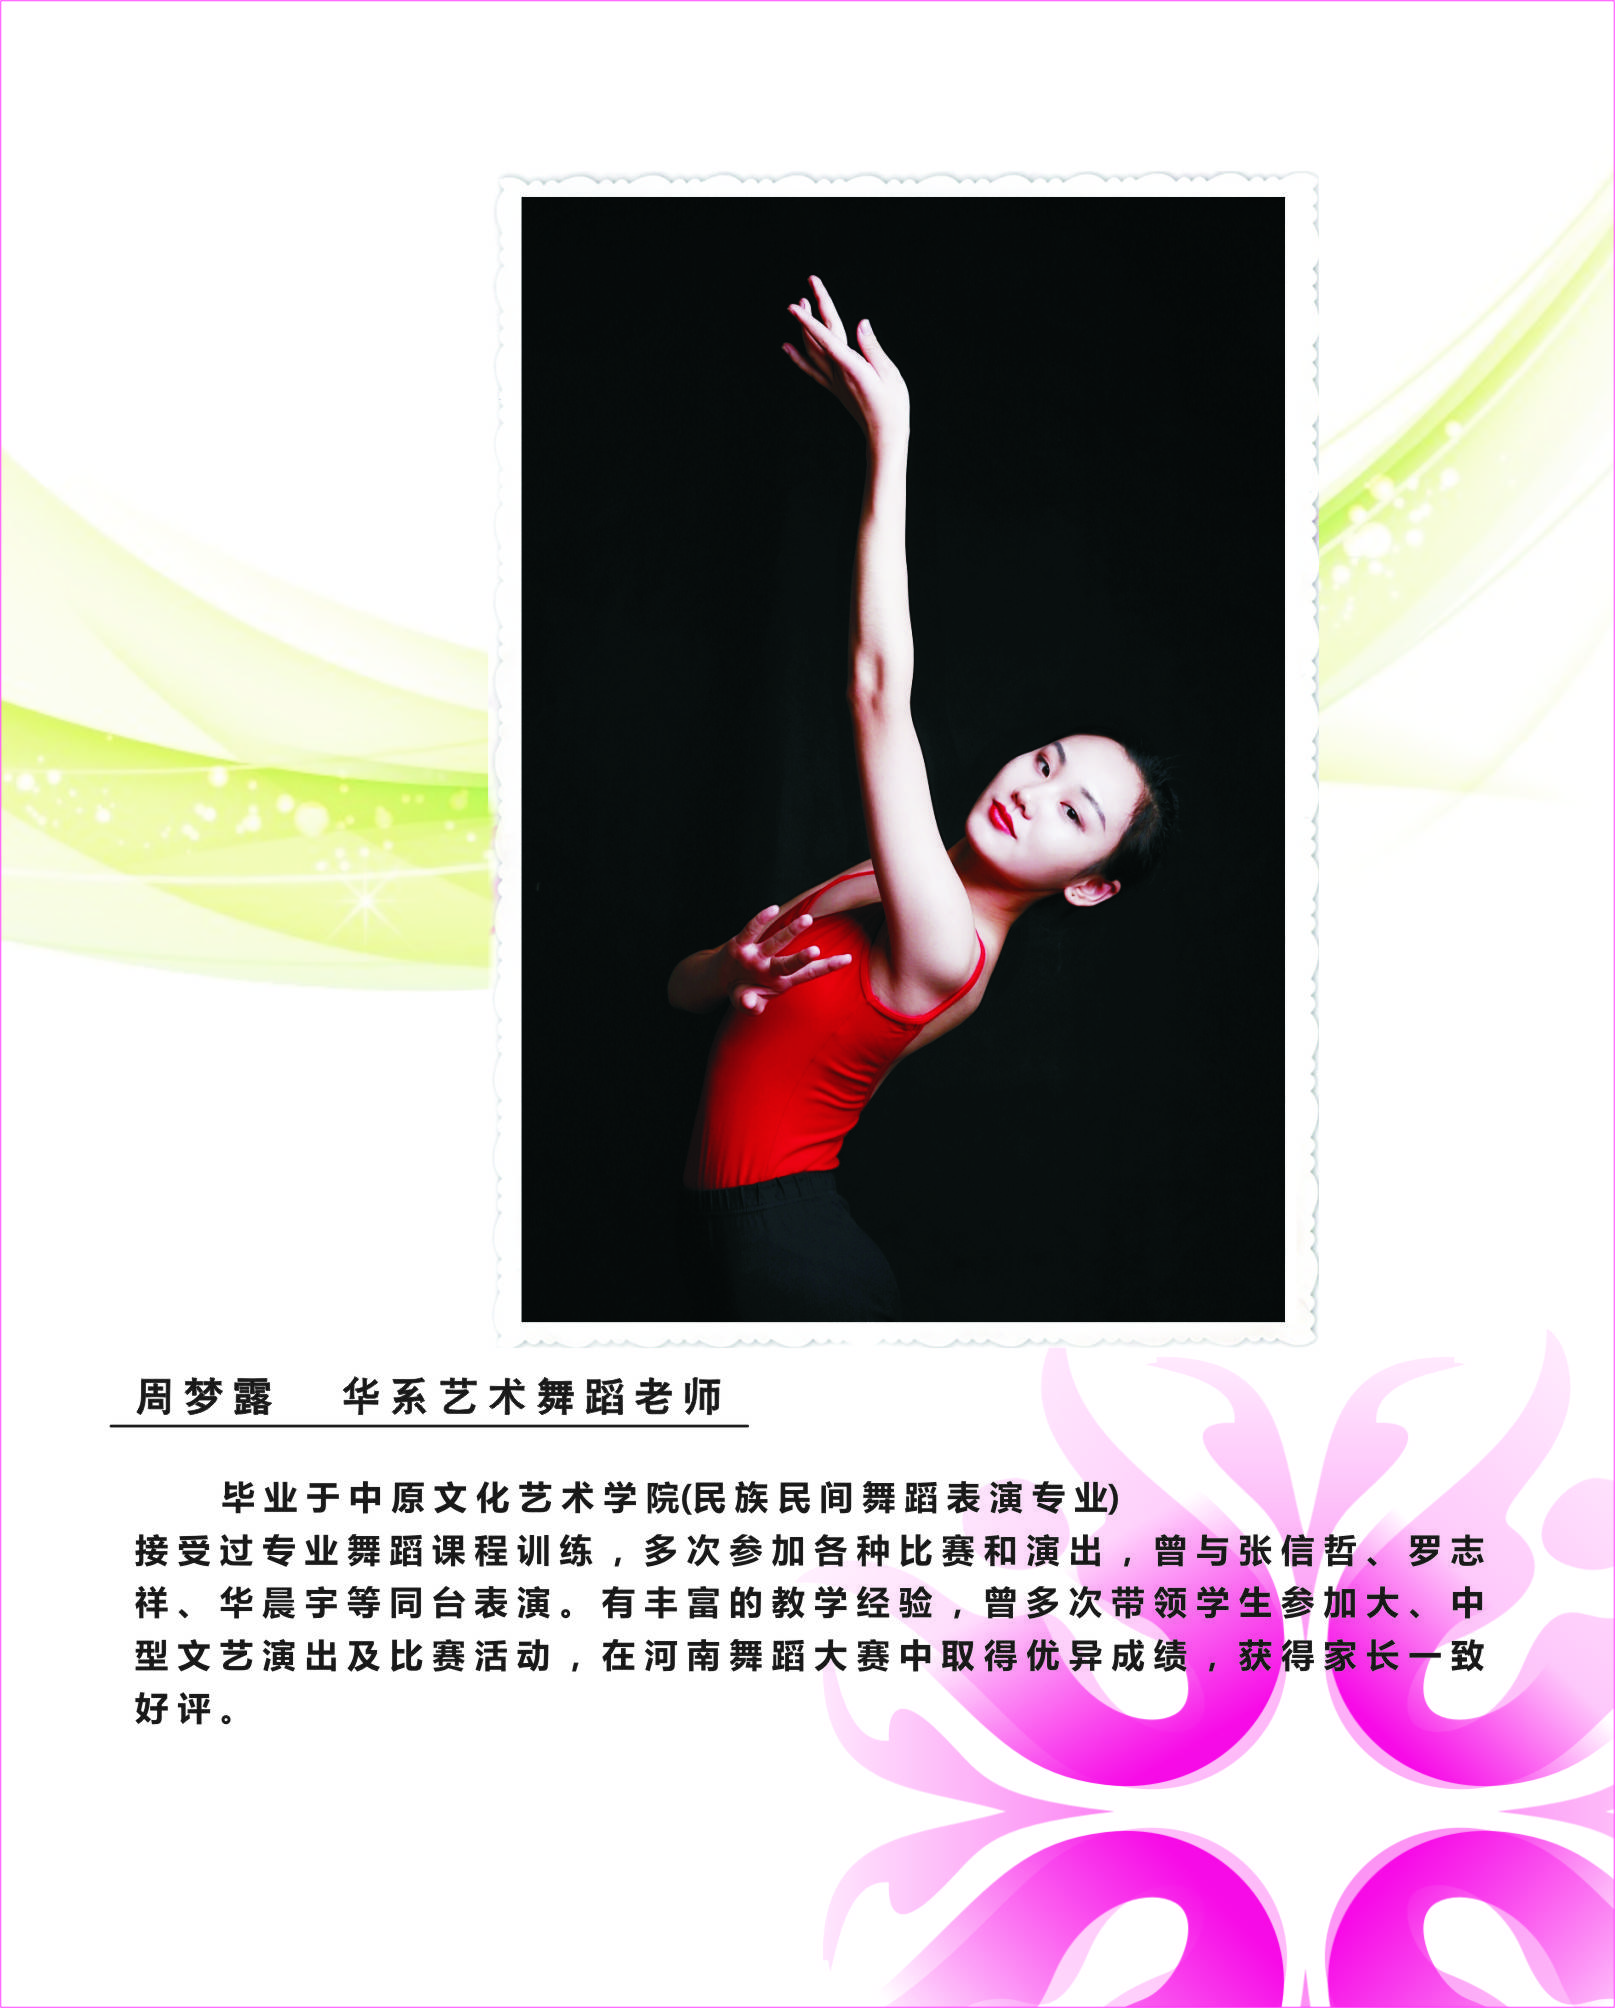 周梦露 华系艺术舞蹈老师
毕业于中原文化艺术学院(民族民间舞蹈表演专业)
接受过专业舞蹈课程训练，多次参加各种比赛和演出，曾与张信哲、罗志
祥、华晨宇等同台表演。有丰富的教学经验，曾多次带领学生参加大、中
型文艺演出及比赛活动，在河南舞蹈大赛中取得优异成绩，获得家长一致
好评。